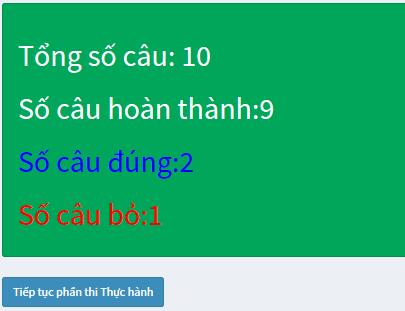 Tổng số câu: 10
Số câu hoàn thành:9
Số câu đúng:2
Số câu bỏ:1
Tiếp tục phần thi Thực hành